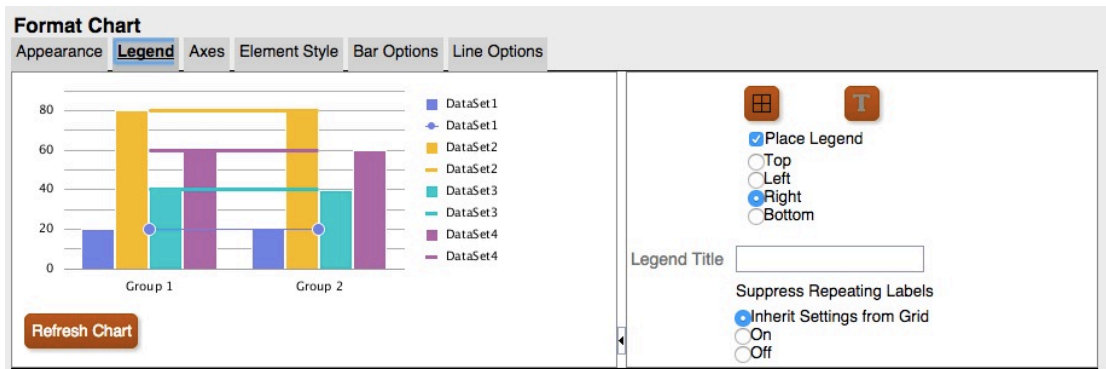 Format Chart
Appearance Legend Axes Element Style Bar Options Line Options
80
60
40
20
0
Group 1 Group 2
DataSet1
DataSet1
DataSet2
DataSet2
DataSet3
DataSet3
DataSet4
DataSet4
Refresh Chart
T
Place Legend
Top
Left
Right
Bottom
Legend Title
Suppress Repeating Labels
Inherit Settings from Grid
On
Off